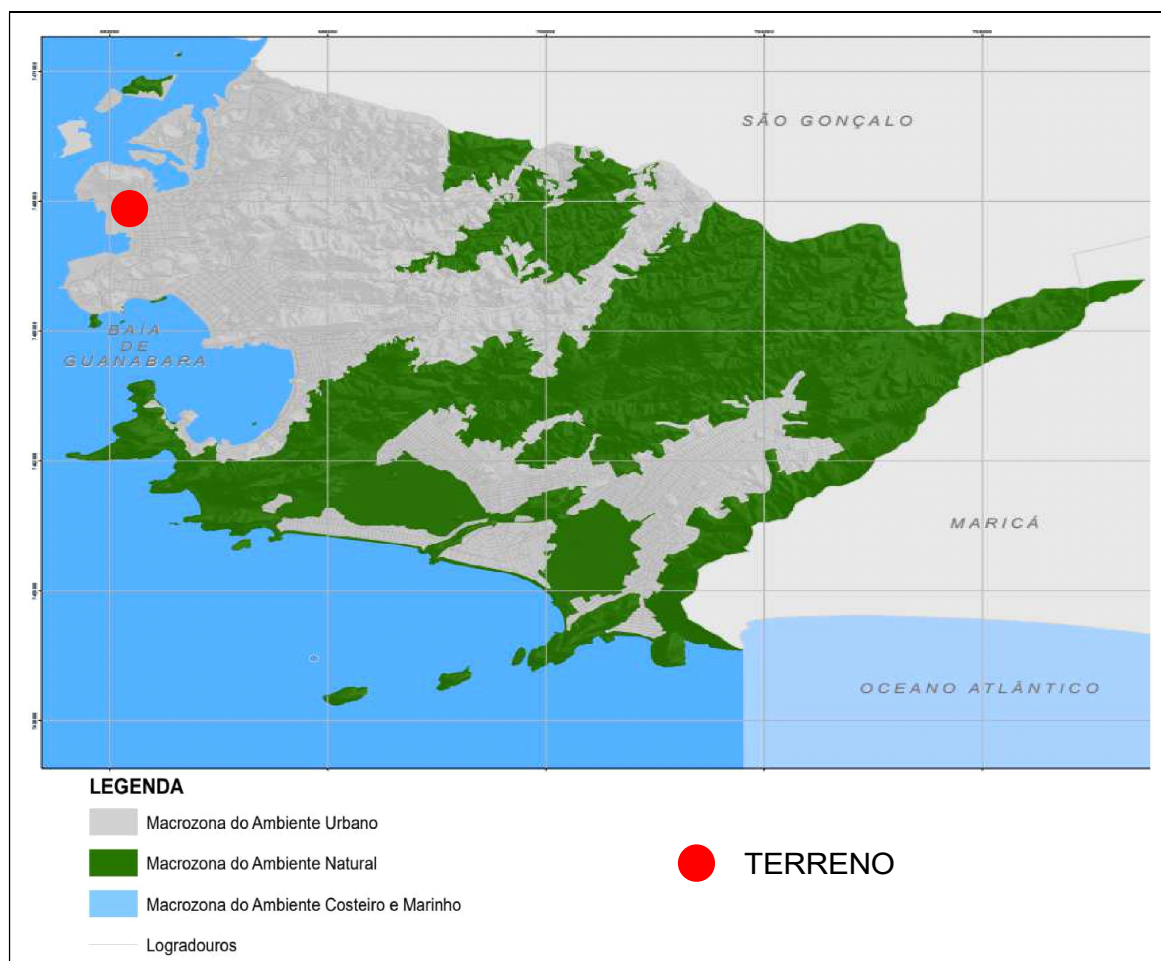 SÃO GONÇALO
BAÍA
DE
GUANABARA
MARICÁ
OCEANO ATLÂNTICO
LEGENDA
Macrozona do Ambiente Urbano
Macrozona do Ambiente Natural
TERRENO
Macrozona do Ambiente Costeiro e Marinho
Logradouros